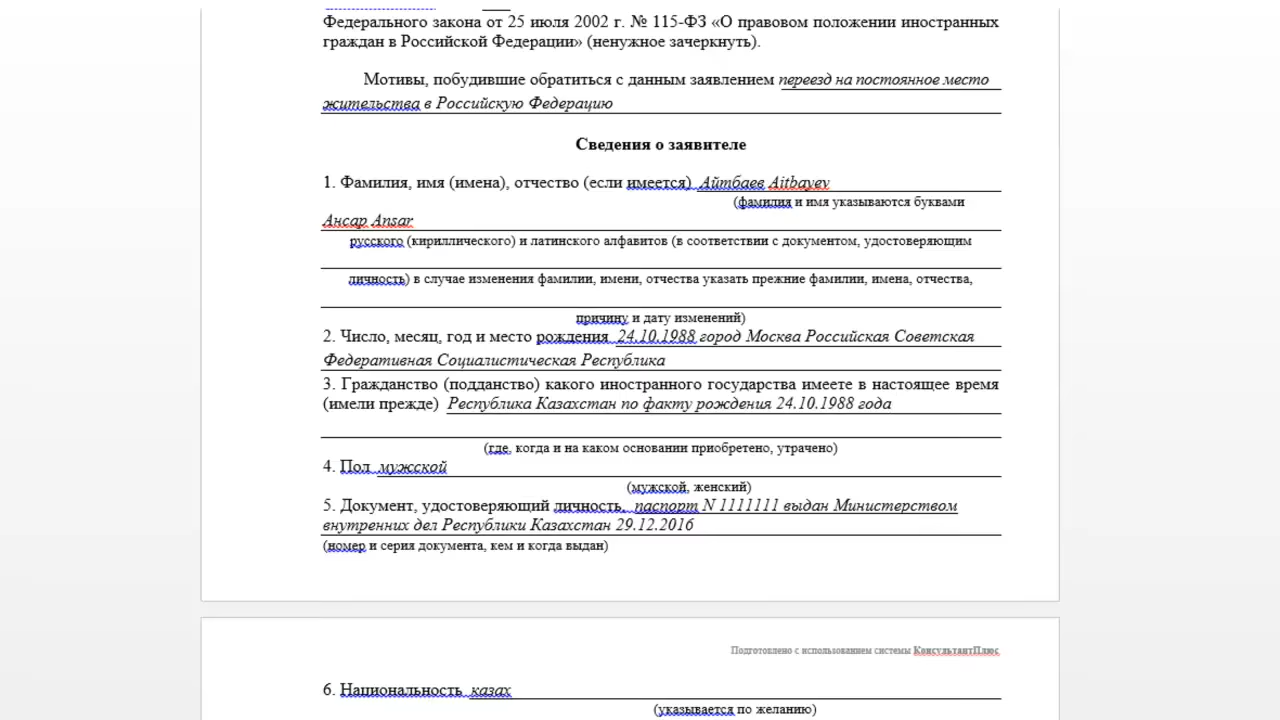 Федерального закона от 25 июля 2002 г. № 115-ФЗ «О правовом положении иностранных
граждан в Российской Федерации» (ненужное зачеркнуть).
Мотивы, побудившие обратиться с данным заявлением переезд на постоянное место
жительства в Российскую Федерацию
Сведения о заявителе
1. Фамилия, имя (имена), отчество (если имеется) Айтбаев Aitbayev
(фамилия и имя указываются буквами
Ансар Ansar
русского (кириллического) и латинского алфавитов (в соответствии с документом, удостоверяющим
личность) в случае изменения фамилии, имени, отчества указать прежние фамилии, имена, отчества,
причину и дату изменений)
2. Число, месяц, год и место рождения 24.10.1988 город Москва Российская Советская
Федеративная Социалистическая Республика
3. Гражданство (подданство) какого иностранного государства имеете в настоящее время
(имели прежде) Республика Казахстан по факту рождения 24.10.1988 года
(где, когда и на каком основании приобретено, утрачено)
4. Пол мужской
(мужской, женский)
5. Документ, удостоверяющий личность, паспорт N 1111111 выдан Министерством
внутренних дел Республики Казахстан 29.12.2016
(номер и серия документа, кем и когда выдан)
Подготовлено с использованием системы КонсультантПлюс
6. Национальность казах
(указывается по желанию)